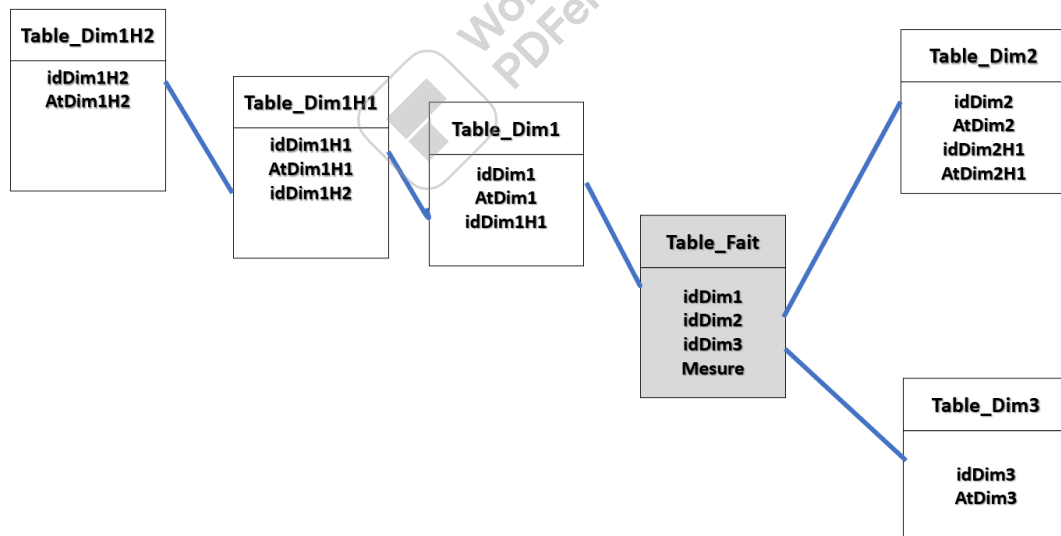 Table_Dim1H2
idDim1H2
AtDim1H2
Table_Dim1H1
idDim1H1
AtDim1H1
idDim1H2
Table_Dim1
idDim1
AtDim1
idDim1H1
Table_Fait
idDim1
idDim2
idDim3
Mesure
Table_Dim2
idDim2
AtDim2
idDim2H1
AtDim2H1
Table_Dim3
idDim3
AtDim3